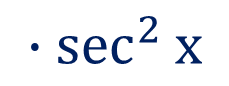 · sec² x